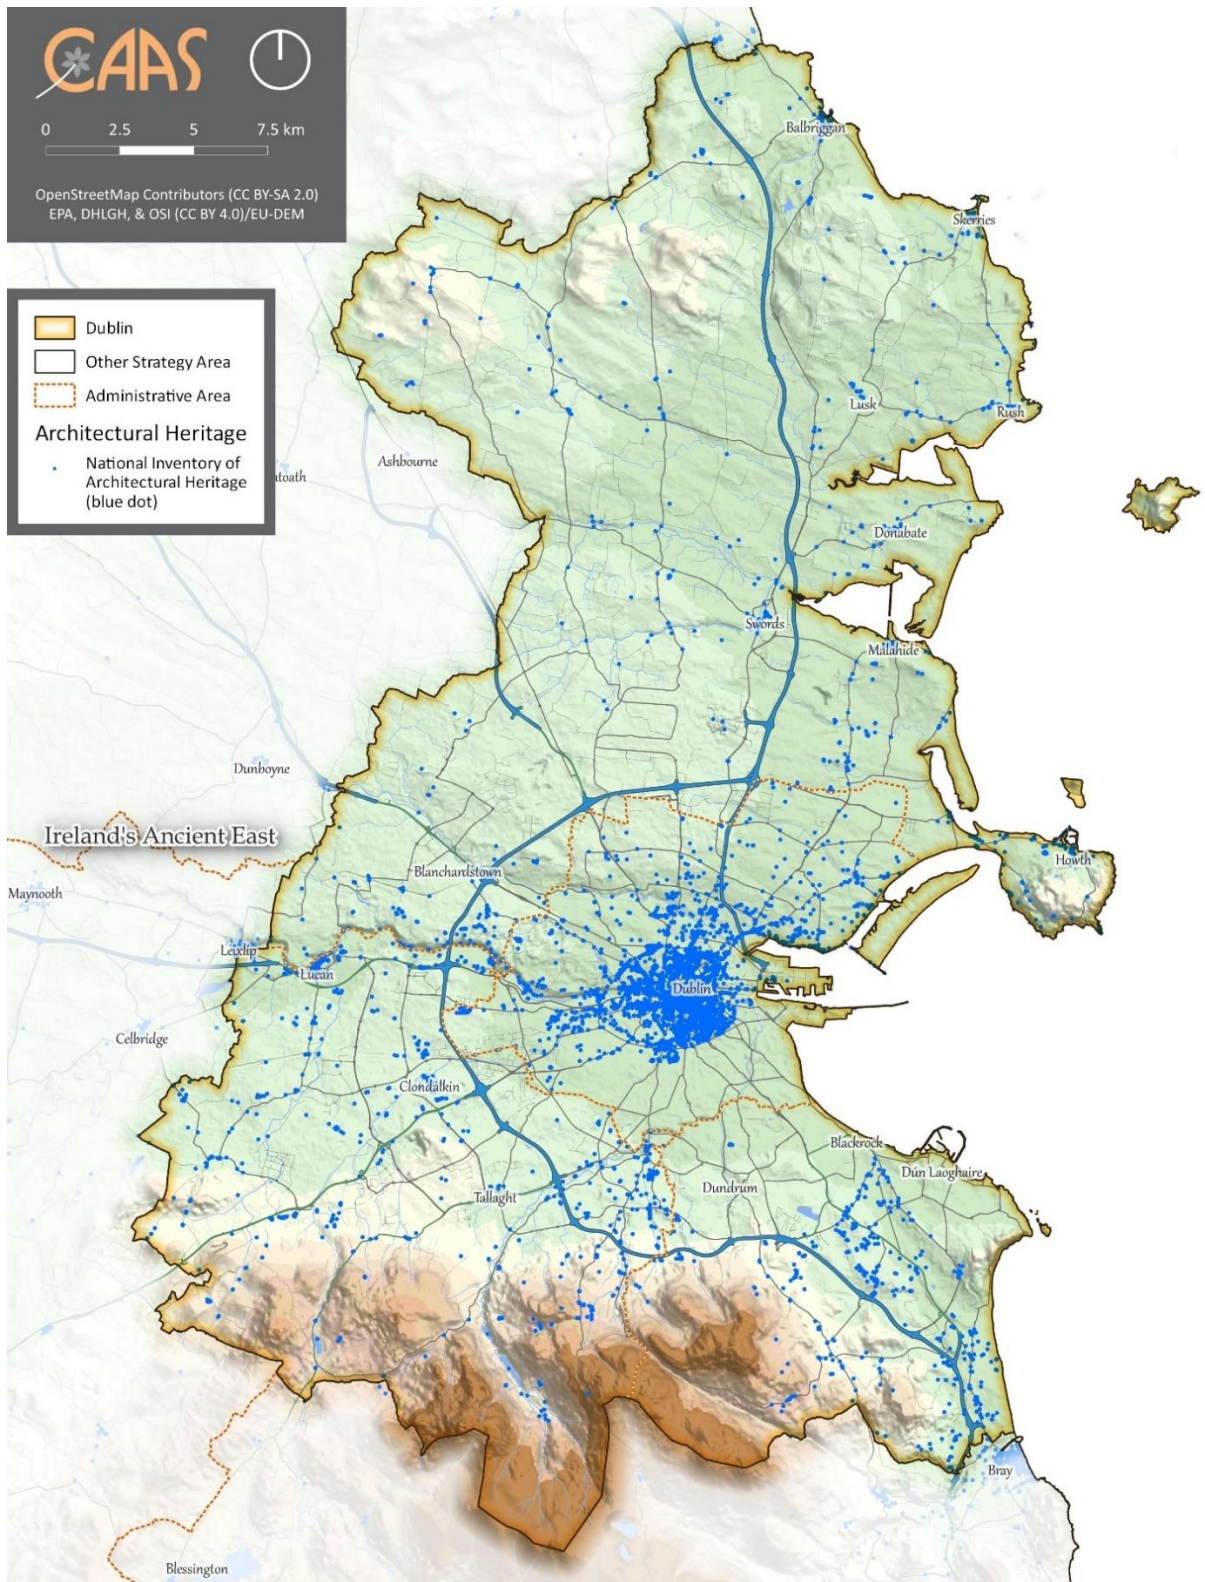 CAAS
0 2.5 5 7.5 km
OpenStreetMap Contributors (CC BY-SA 2.0)
EPA, DHLGH, & OSI (CC BY 4.0)/EU-DEM
Dublin
Other Strategy Area
Administrative Area
Architectural Heritage
National Inventory of
Architectural Heritage
(blue dot)
Balbriggan
Skerries
Lusk
Rush
Ashbourne
toath
Donabate
Swords
Malahide
Dunboyne
Ireland's Ancient East
Blanchardstown
Howth
Maynooth
Leixlip
Lucan
Dublin
Celbridge
Clondalkin
Blackrock
Dún Laoghaire
Tallaght
Dundrum
Bray
Blessington